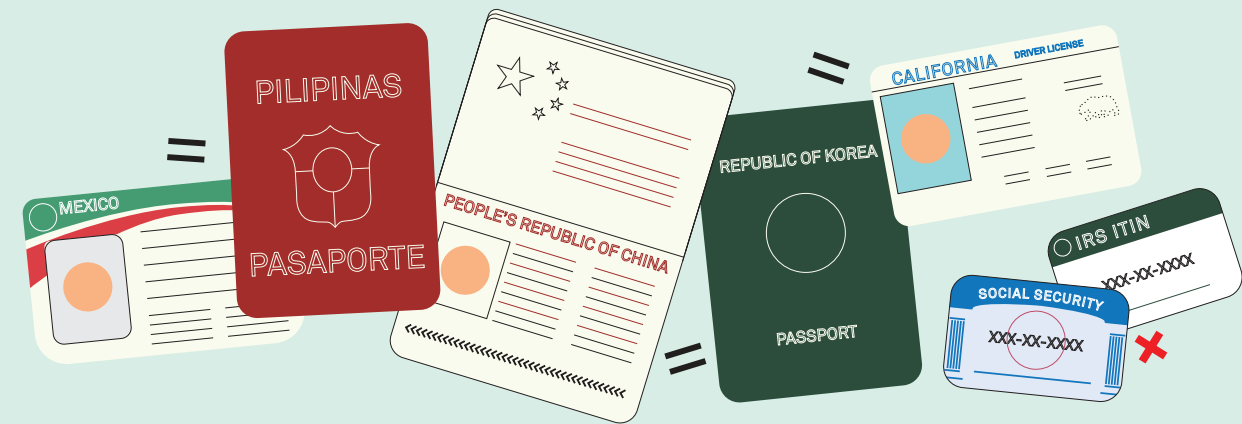 MEXICO
PILIPINAS
PASAPORTE
PEOPLE'S REPUBLIC OF CHINA
REPUBLIC OF KOREA
PASSPORT
CALIFORNIA DRIVER LICENSE
IRS ITIN
XXX-XX-XXXX
SOCIAL SECURITY
XXX-XX-XXXX